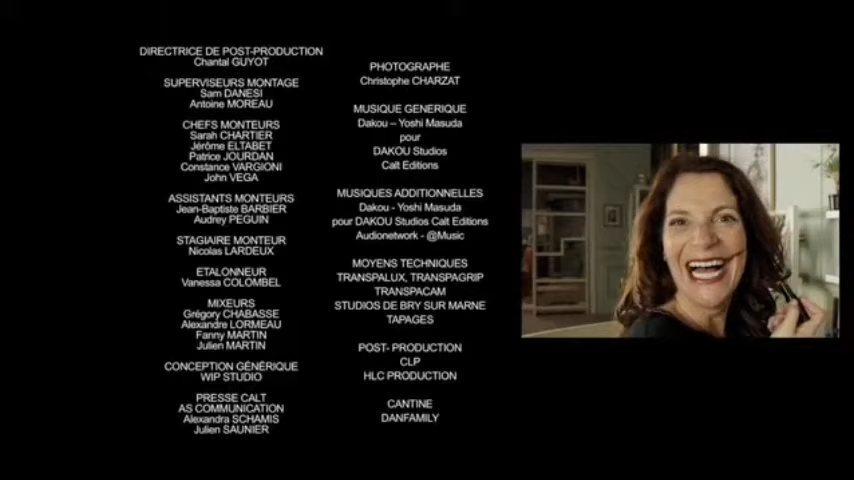 DIRECTRICE DE POST-PRODUCTION
Chantal GUYOT
SUPERVISEURS MONTAGE
Sam DANESI
Antoine MOREAU
CHEFS MONTEURS
Sarah CHARTIER
Jérôme ELTABET
Patrice JOURDAN
Constance VARGIONI
John VEGA
ASSISTANTS MONTEURS
Jean-Baptiste BARBIER
Audrey PEGUIN
STAGIAIRE MONTEUR
Nicolas LARDEUX
ETALONNEUR
Vanessa COLOMBEL
MIXEURS
Grégory CHABASSE
Alexandre LORMEAU
Fanny MARTIN
Julien MARTIN
CONCEPTION GÉNÉRIQUE
WIP STUDIO
PRESSE CALT
AS COMMUNICATION
Alexandra SCHAMIS
Julien SAUNIER
PHOTOGRAPHE
Christophe CHARZAT
MUSIQUE GENERIQUE
Dakou – Yoshi Masuda
pour
DAKOU Studios
Calt Editions
MUSIQUES ADDITIONNELLES
Dakou - Yoshi Masuda
pour DAKOU Studios Calt Editions
Audionetwork - @Music
MOYENS TECHNIQUES
TRANSPALUX, TRANSPAGRIP
TRANSPACAM
STUDIOS DE BRY SUR MARNE
TAPAGES
POST- PRODUCTION
CLP
HLC PRODUCTION
CANTINE
DANFAMILY